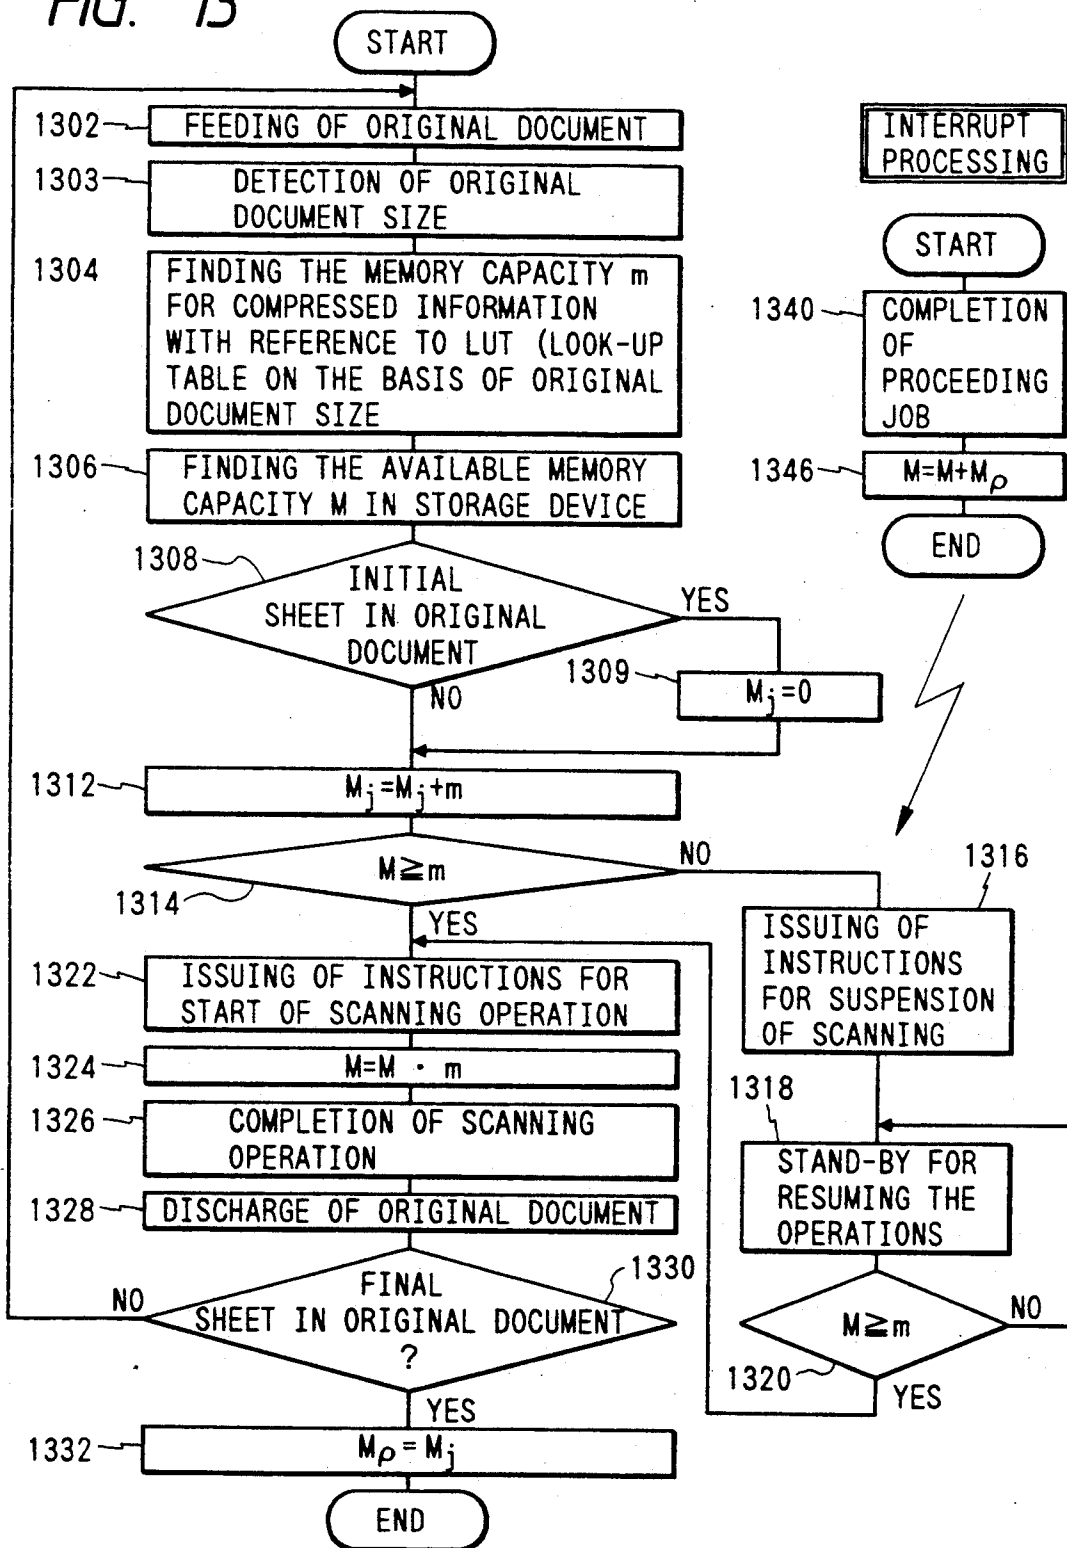 FIG. 13
START
1302
FEEDING OF ORIGINAL DOCUMENT
1303
DETECTION OF ORIGINAL
DOCUMENT SIZE
1304
FINDING THE MEMORY CAPACITY m
FOR COMPRESSED INFORMATION
WITH REFERENCE TO LUT (LOOK-UP
TABLE ON THE BASIS OF ORIGINAL
DOCUMENT SIZE
1306
FINDING THE AVAILABLE MEMORY
CAPACITY M IN STORAGE DEVICE
1308
INITIAL
SHEET IN ORIGINAL
DOCUMENT
YES
NO
1309
Mj=0
1312
Mj=Mj+m
M≧m
1314
NO
YES
1322
ISSUING OF INSTRUCTIONS FOR
START OF SCANNING OPERATION
1324
M=M · m
1326
COMPLETION OF SCANNING
OPERATION
1328
DISCHARGE OF ORIGINAL DOCUMENT
1330
FINAL
SHEET IN ORIGINAL DOCUMENT
?
NO
YES
1332
Mρ=Mj
END
1316
ISSUING OF
INSTRUCTIONS
FOR SUSPENSION
OF SCANNING
1318
STAND-BY FOR
RESUMING THE
OPERATIONS
M≧m
1320
NO
YES
INTERRUPT
PROCESSING
START
1340
COMPLETION
OF
PROCEEDING
JOB
1346
M=M+Mρ
END